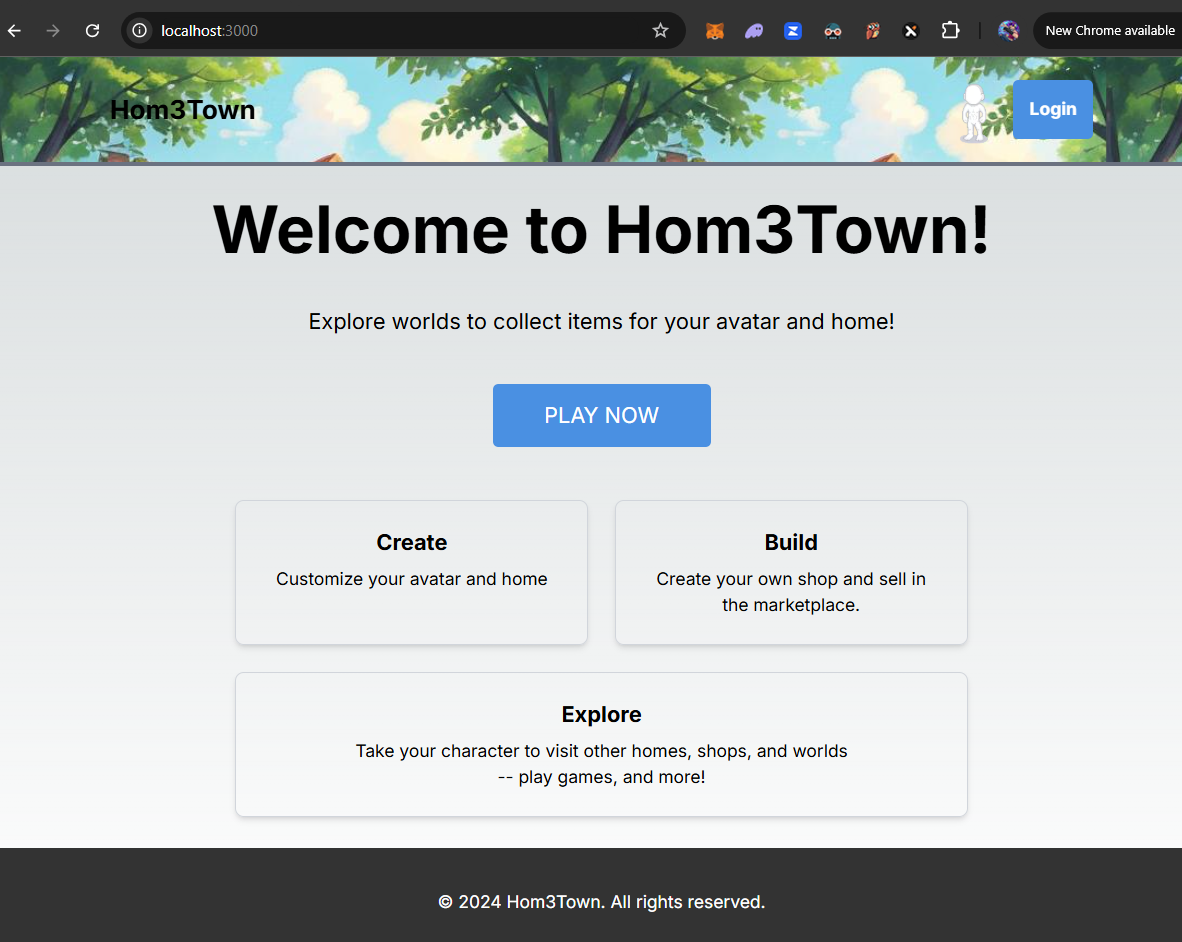 localhost:3000
New Chrome available
Hom3Town
Login
Welcome to Hom3Town!
Explore worlds to collect items for your avatar and home!
PLAY NOW
Create
Customize your avatar and home
Build
Create your own shop and sell in
the marketplace.
Explore
Take your character to visit other homes, shops, and worlds
-- play games, and more!
© 2024 Hom3Town. All rights reserved.